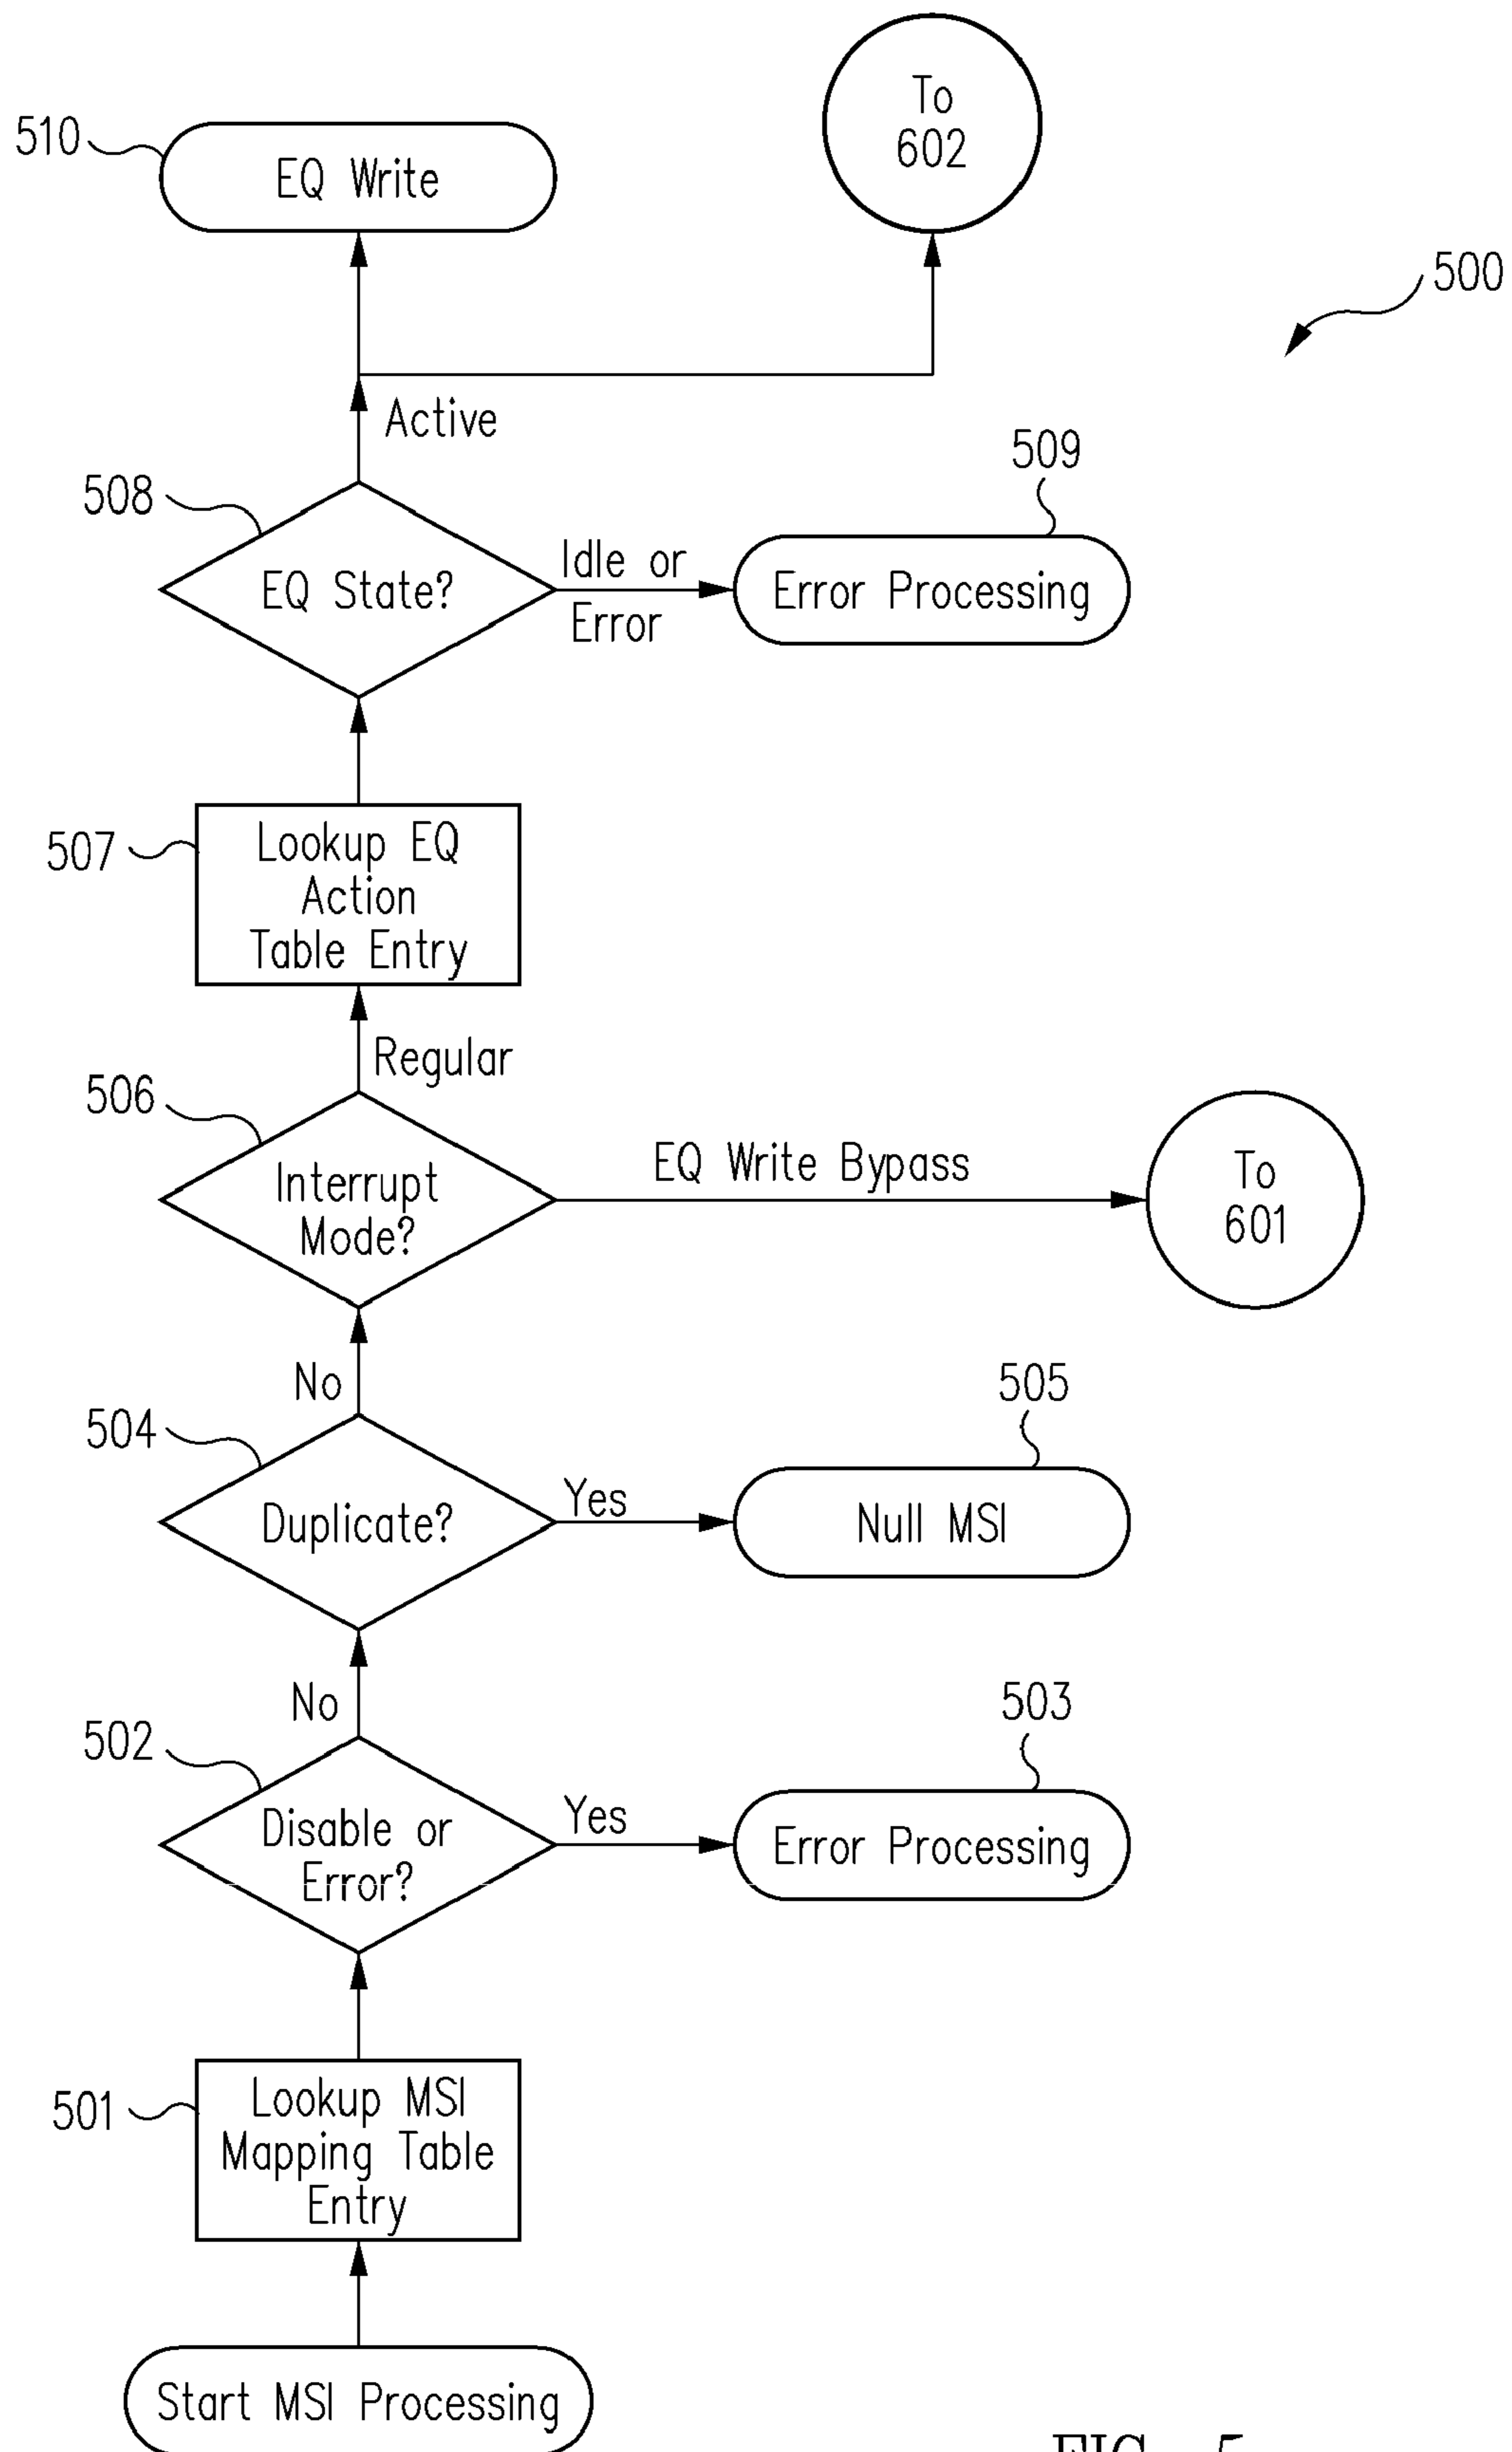 To
602
510
EQ Write
500
Active
509
508
Idle or
EQ State?
Error Processing
Error
507
Lookup EQ
Action
Table Entry
Regular
506
EQ Write Bypass
Interrupt
Mode?
To
601
No
505
504
Yes
Duplicate?
Null MSI
No
503
502
Yes
Disable or
Error?
Error Processing
501
Lookup MSI
Mapping Table
Entry
Start MSI Processing